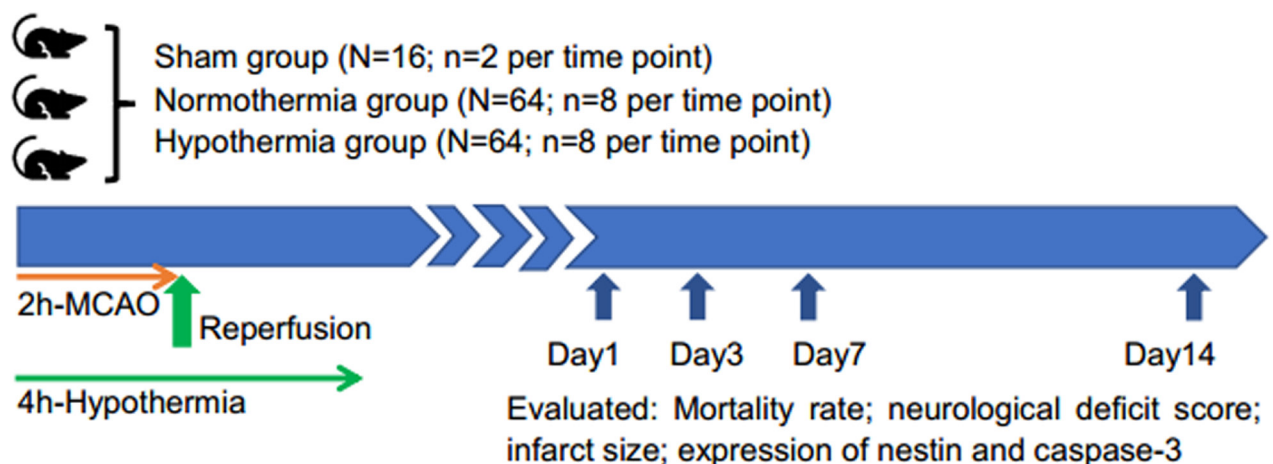 Sham group (N=16; n=2 per time point)
Normothermia group (N=64; n=8 per time point)
Hypothermia group (N=64; n=8 per time point)
2h-MCAO
Reperfusion
4h-Hypothermia
Day1
Day3
Day7
Day14
Evaluated: Mortality rate; neurological deficit score;
infarct size; expression of nestin and caspase-3